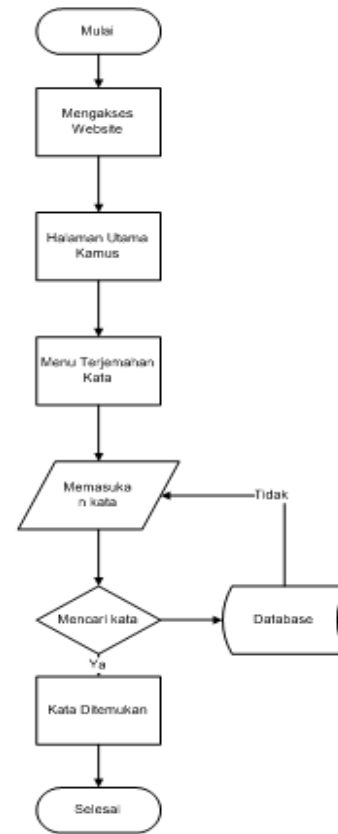 Mulai
Mengakses
Website
Halaman Utama
Kamus
Menu Terjemahan
Kata
Memasuka
n kata
Tidak
Mencari kata
Database
Ya
Kata Ditemukan
Selesai